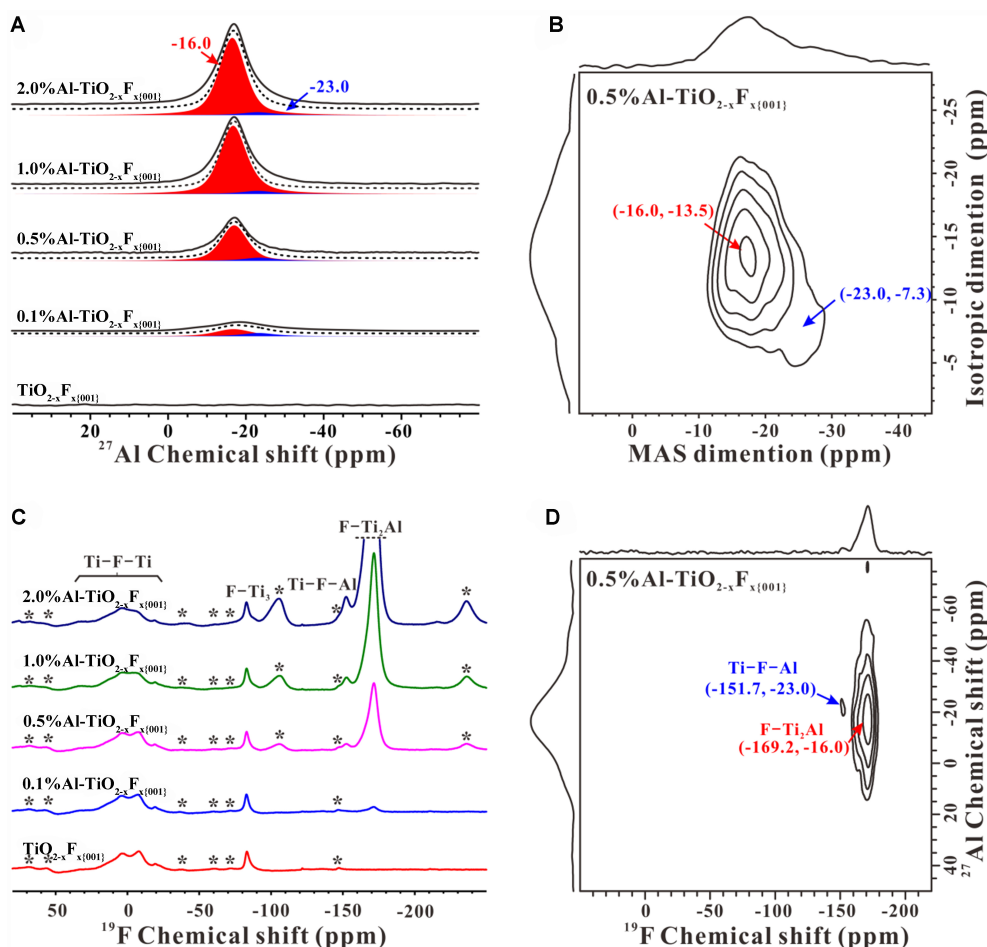 A
-16.0
2.0%Al-TiO2-xFx{001}
-23.0
1.0%Al-TiO2-xFx{001}
0.5%Al-TiO2-xFx{001}
0.1%Al-TiO2-xFx{001}
TiO2-xFx{001}
20 0 -20 -40 -60
27Al Chemical shift (ppm)
B
0.5%Al-TiO2-xFx{001}
(-16.0, -13.5)
(-23.0, -7.3)
-25
-20
-15
-10
-5
Isotropic dimention (ppm)
0 -10 -20 -30 -40
MAS dimention (ppm)
C
F-Ti2Al
Ti-F-Ti
Ti-F-Al
F-Ti3
2.0%Al-TiO2-xFx{001}
* * * * * * * *
1.0%Al-TiO2-xFx{001}
* * * * * * * *
0.5%Al-TiO2-xFx{001}
* * * * * * * *
0.1%Al-TiO2-xFx{001}
* * * * * *
TiO2-xFx{001}
* * * * * *
50 0 -50 -100 -150 -200
19F Chemical shift (ppm)
D
0.5%Al-TiO2-xFx{001}
Ti-F-Al
(-151.7, -23.0)
F-Ti2Al
(-169.2, -16.0)
-60
-40
-20
0
20
40
27Al Chemical shift (ppm)
0 -50 -100 -150 -200
19F Chemical shift (ppm)